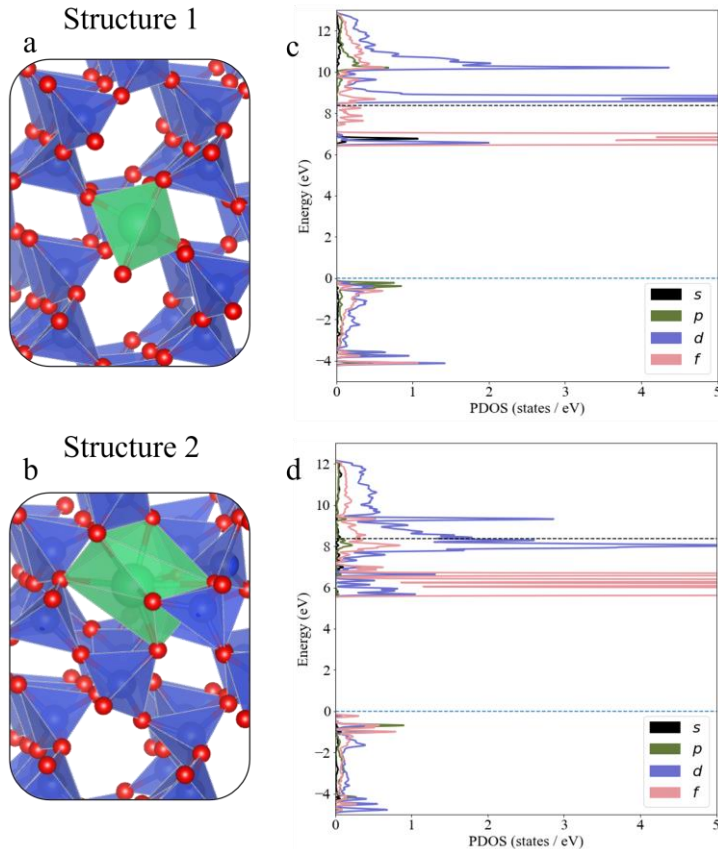 Structure 1
a
c
12
10
8
6
4
2
0
−2
−4
Energy (eV)
s
p
d
f
0
1
2
3
4
5
PDOS (states / eV)
Structure 2
b
d
12
10
8
6
4
2
0
−2
−4
Energy (eV)
s
p
d
f
0
1
2
3
4
5
PDOS (states / eV)